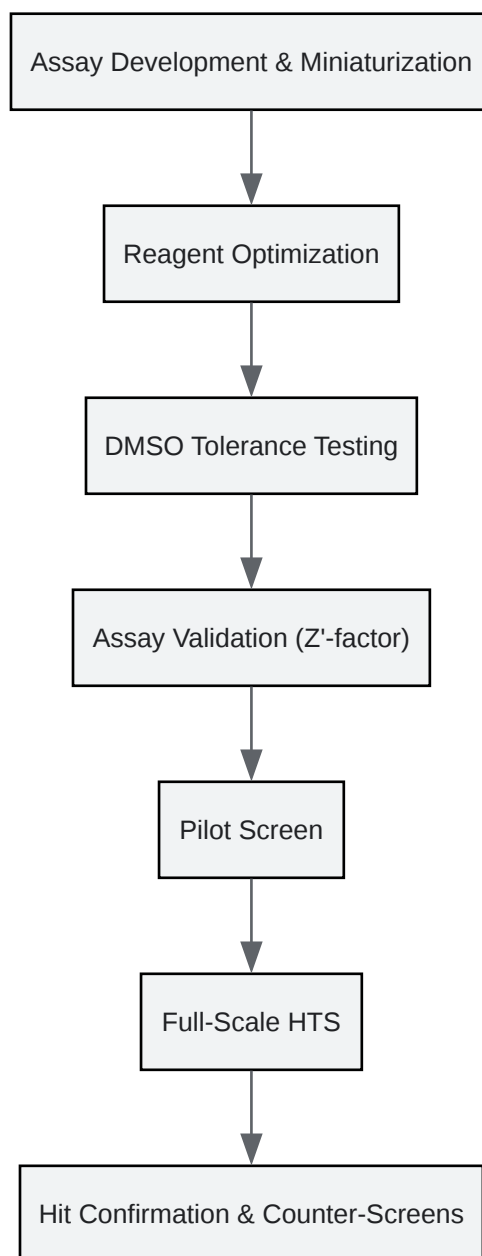 Assay Development & Miniaturization
Reagent Optimization
DMSO Tolerance Testing
Assay Validation (Z'-factor)
Pilot Screen
Full-Scale HTS
Hit Confirmation & Counter-Screens